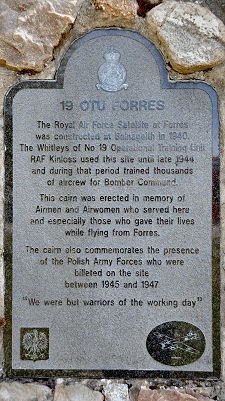 19 OTU FORRES
The Royal Air Force Satellite at Forres
was constructed at Balnageith in 1940.
The Whitleys of No 19 Operational Training Unit
RAF Kinloss used this site until late 1944
and during that period trained thousands
of aircrew for Bomber Command.
This cairn was erected in memory of
Airmen and Airwomen who served here
and especially those who gave their lives
while flying from Forres.
The cairn also commemorates the presence
of the Polish Army Forces who were
billeted on the site
between 1945 and 1947
"We were but warriors of the working day"